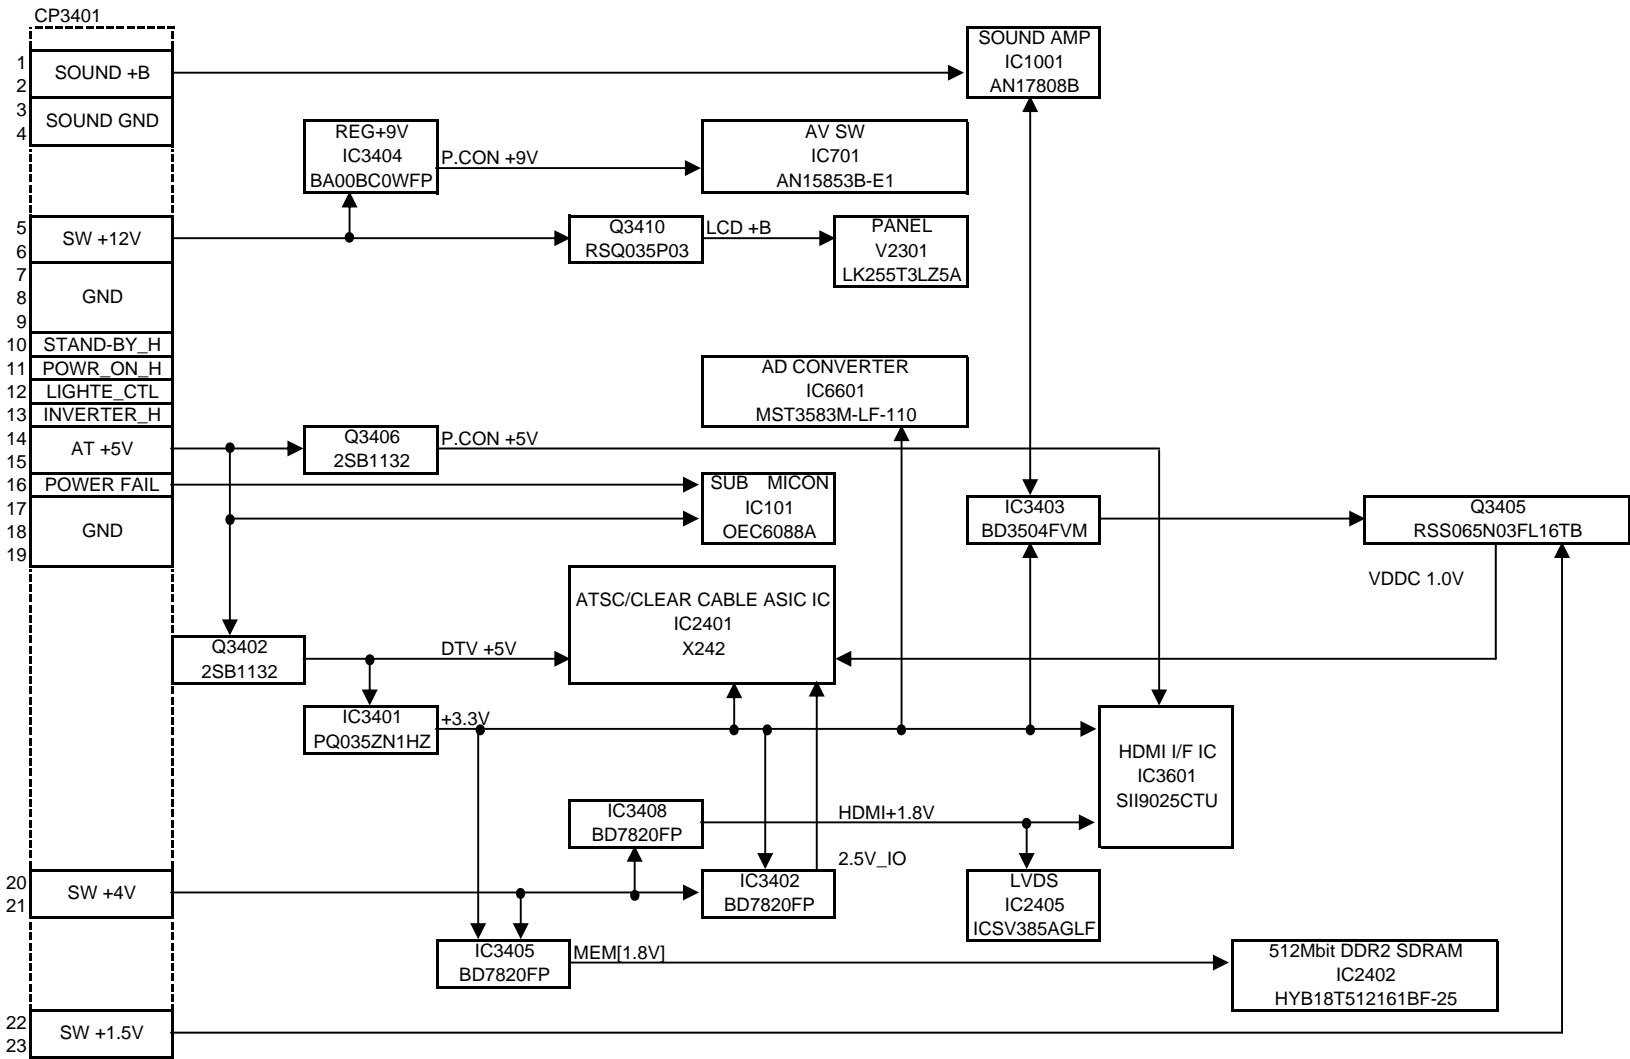 CP3401
1
2
SOUND +B
3
4
SOUND GND
5
6
SW +12V
7
8
9
GND
10
STAND-BY_H
11
POWR_ON_H
12
LIGHTE_CTL
13
INVERTER_H
14
15
AT +5V
16
POWER FAIL
17
18
19
GND
20
21
SW +4V
22
23
SW +1.5V
SOUND AMP
IC1001
AN17808B
REG+9V
IC3404
BA00BC0WFP
P.CON +9V
AV SW
IC701
AN15853B-E1
Q3410
RSQ035P03
LCD +B
PANEL
V2301
LK255T3LZ5A
AD CONVERTER
IC6601
MST3583M-LF-110
Q3406
2SB1132
P.CON +5V
SUB MICON
IC101
OEC6088A
IC3403
BD3504FVM
Q3405
RSS065N03FL16TB
VDDC 1.0V
ATSC/CLEAR CABLE ASIC IC
IC2401
X242
Q3402
2SB1132
DTV +5V
IC3401
PQ035ZN1HZ
+3.3V
HDMI I/F IC
IC3601
SII9025CTU
IC3408
BD7820FP
HDMI+1.8V
2.5V_IO
IC3402
BD7820FP
LVDS
IC2405
ICSV385AGLF
IC3405
BD7820FP
MEM[1.8V]
512Mbit DDR2 SDRAM
IC2402
HYB18T512161BF-25